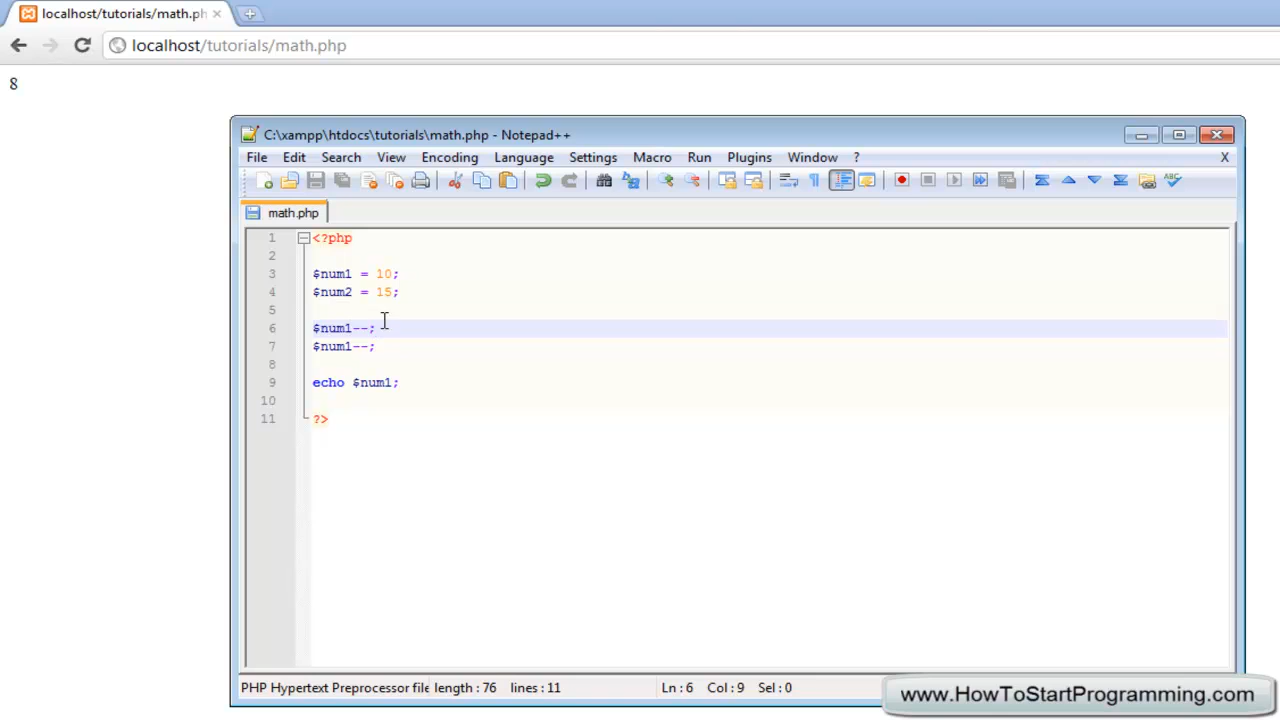 localhost/tutorials/math.ph
localhost/tutorials/math.php
8
C:\xampp\htdocs\tutorials\math.php - Notepad++
File Edit Search View Encoding Language Settings Macro Run Plugins Window ? X
math.php
1 <?php
2
3 $num1 = 10;
4 $num2 = 15;
5
6 $num1--;
7 $num1--;
8
9 echo $num1;
10
11 ?>
PHP Hypertext Preprocessor file length : 76 lines : 11 Ln : 6 Col : 9 Sel : 0
www.HowToStartProgramming.com